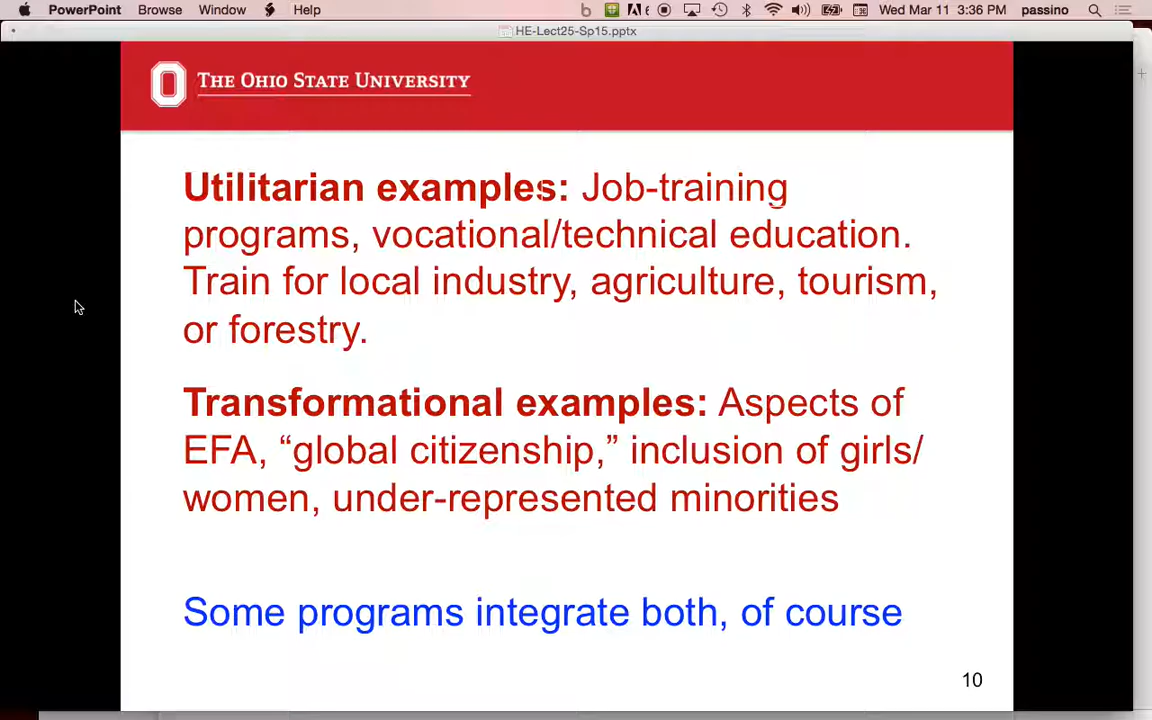 PowerPoint Browse Window Help Wed Mar 11 3:36 PM passino
HE-Lect25-Sp15.pptx
THE OHIO STATE UNIVERSITY
Utilitarian examples: Job-training
programs, vocational/technical education.
Train for local industry, agriculture, tourism,
or forestry.
Transformational examples: Aspects of
EFA, “global citizenship,” inclusion of girls/
women, under-represented minorities
Some programs integrate both, of course
10